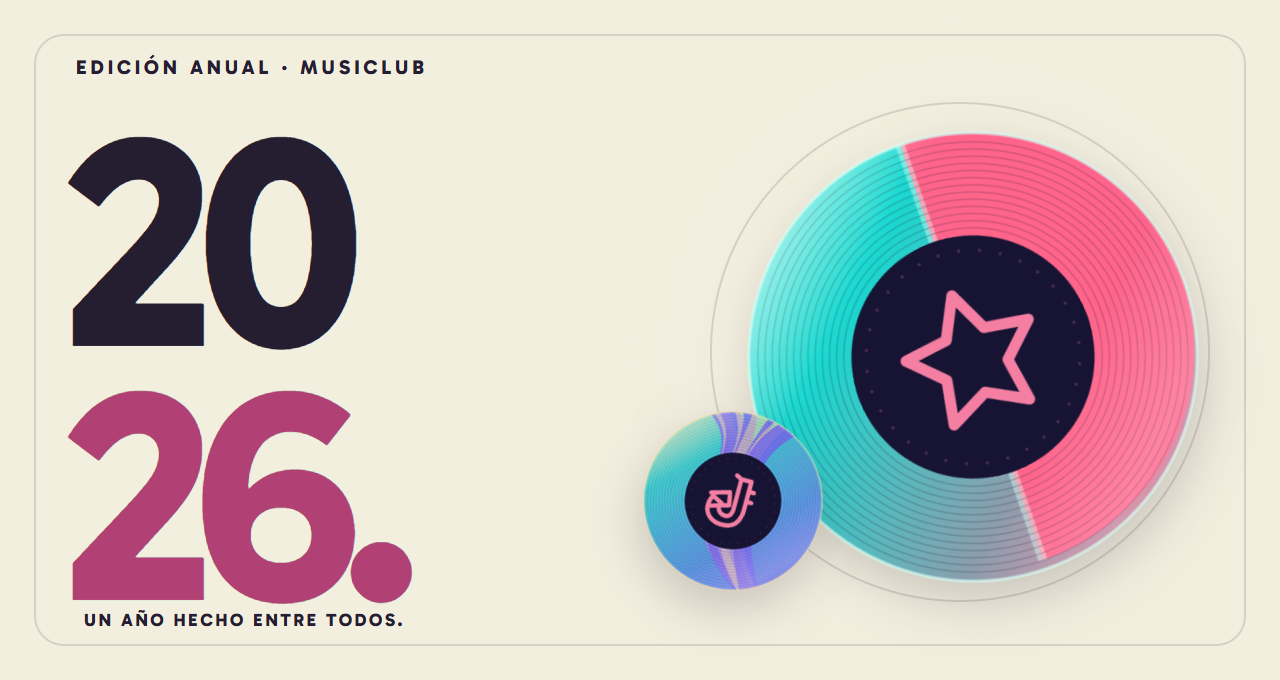 EDICIÓN ANUAL · MUSICLUB
20
26.
UN AÑO HECHO ENTRE TODOS.